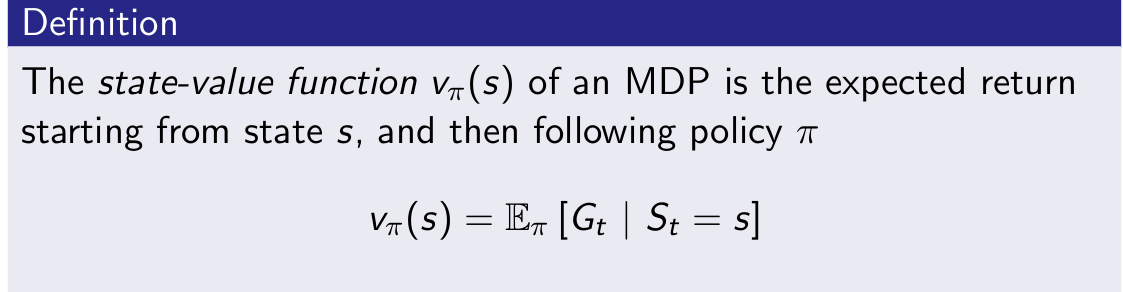 Definition
The state-value function vπ(s) of an MDP is the expected return
starting from state s, and then following policy π
vπ(s) = 𝔼π [Gt | St = s]